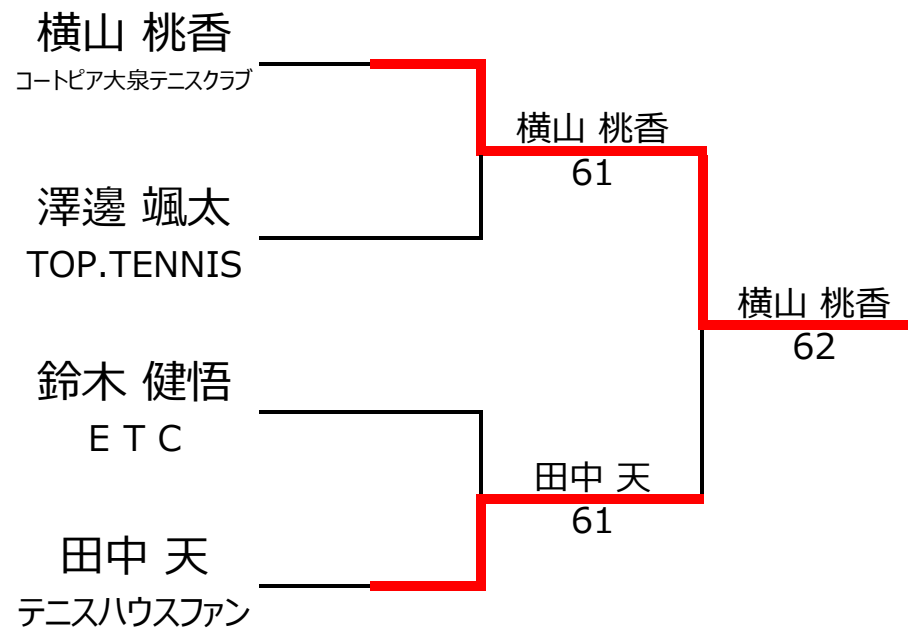 横山 桃香
コートピア大泉テニスクラブ
横山 桃香
61
澤邊 颯太
TOP.TENNIS
横山 桃香
62
鈴木 健悟
ＥＴＣ
田中 天
61
田中 天
テニスハウスファン